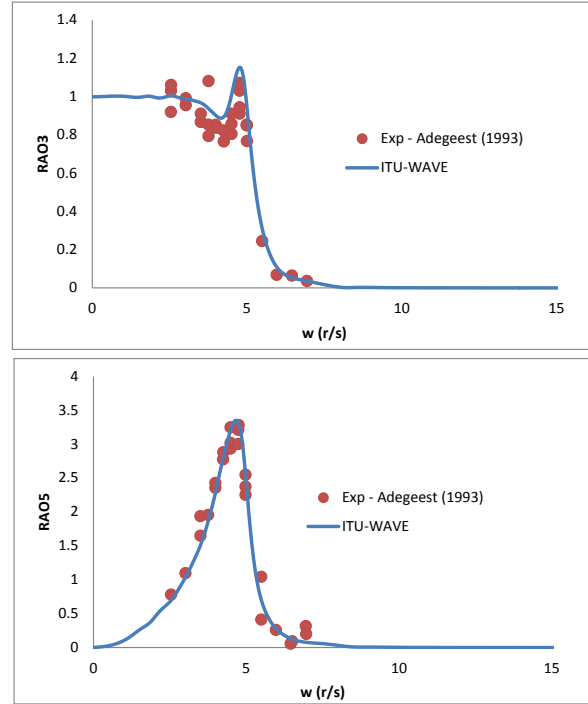 1.4
1.2
1
0.8
0.6
0.4
0.2
0
RAO3
Exp - Adegeest (1993)
ITU-WAVE
0 5 10 15
w (r/s)
4
3.5
3
2.5
2
1.5
1
0.5
0
RAO5
Exp - Adegeest (1993)
ITU-WAVE
0 5 10 15
w (r/s)